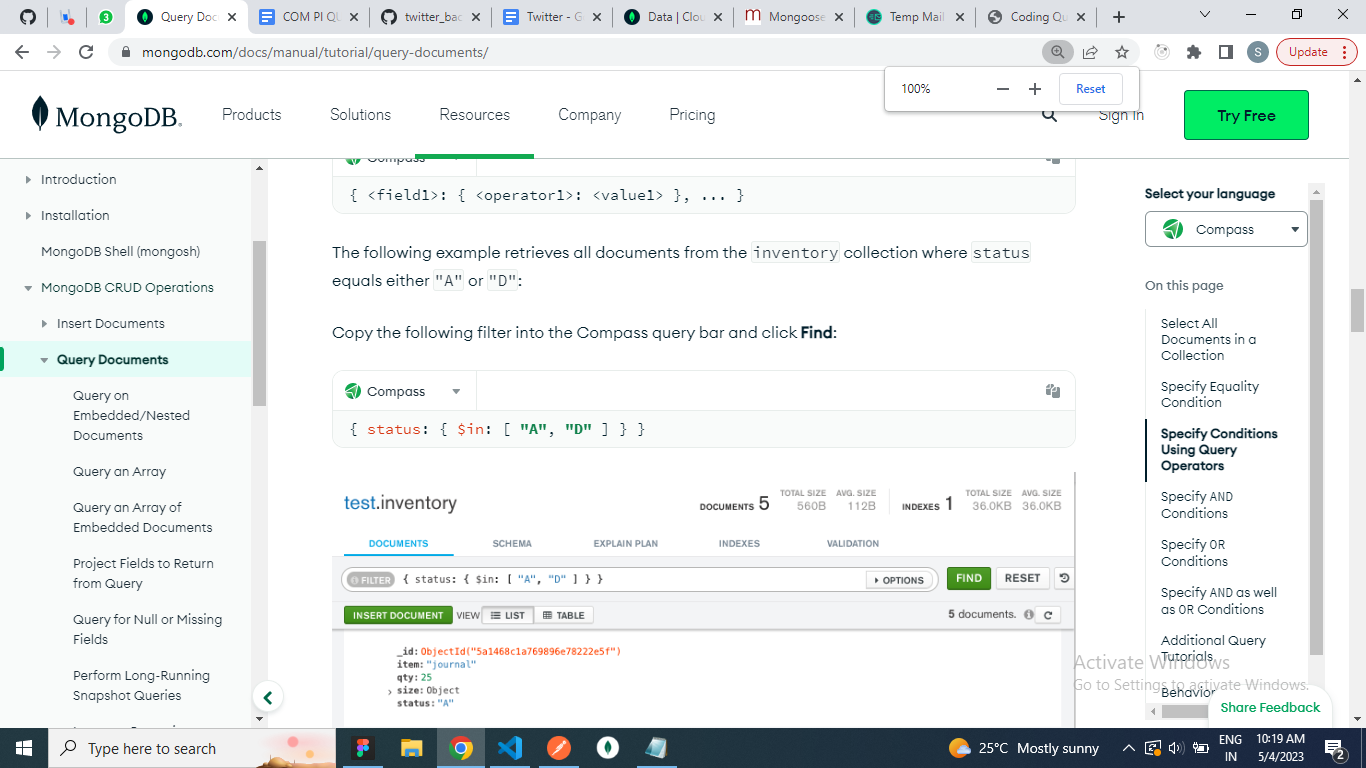 3
Query Doc
COM PI QU
twitter_bac
Twitter - G
Data | Clou
Mongoose
Temp Mail
Coding Qu
mongodb.com/docs/manual/tutorial/query-documents/
S
Update
100%
Reset
MongoDB.
Products
Solutions
Resources
Company
Pricing
Sign In
Try Free
Introduction
Installation
MongoDB Shell (mongosh)
MongoDB CRUD Operations
Insert Documents
Query Documents
Query on
Embedded/Nested
Documents
Query an Array
Query an Array of
Embedded Documents
Project Fields to Return
from Query
Query for Null or Missing
Fields
Perform Long-Running
Snapshot Queries
Compass
{ <field1>: { <operator1>: <value1> }, ... }
The following example retrieves all documents from the inventory collection where status
equals either "A" or "D":
Copy the following filter into the Compass query bar and click Find:
Compass
{ status: { $in: [ "A", "D" ] } }
test.inventory
DOCUMENTS 5
TOTAL SIZE
560B
AVG. SIZE
112B
INDEXES 1
TOTAL SIZE
36.0KB
AVG. SIZE
36.0KB
DOCUMENTS
SCHEMA
EXPLAIN PLAN
INDEXES
VALIDATION
FILTER
{ status: { $in: [ "A", "D" ] } }
OPTIONS
FIND
RESET
INSERT DOCUMENT
VIEW
LIST
TABLE
5 documents.
_id: ObjectId("5a1468c1a769896e78222e5f")
item: "journal"
qty: 25
size: Object
status: "A"
Select your language
Compass
On this page
Select All
Documents in a
Collection
Specify Equality
Condition
Specify Conditions
Using Query
Operators
Specify AND
Conditions
Specify OR
Conditions
Specify AND as well
as OR Conditions
Additional Query
Tutorials
Behavior
Activate Windows
Go to Settings to activate Windows.
Share Feedback
Type here to search
25°C Mostly sunny
ENG
IN
10:19 AM
5/4/2023
2